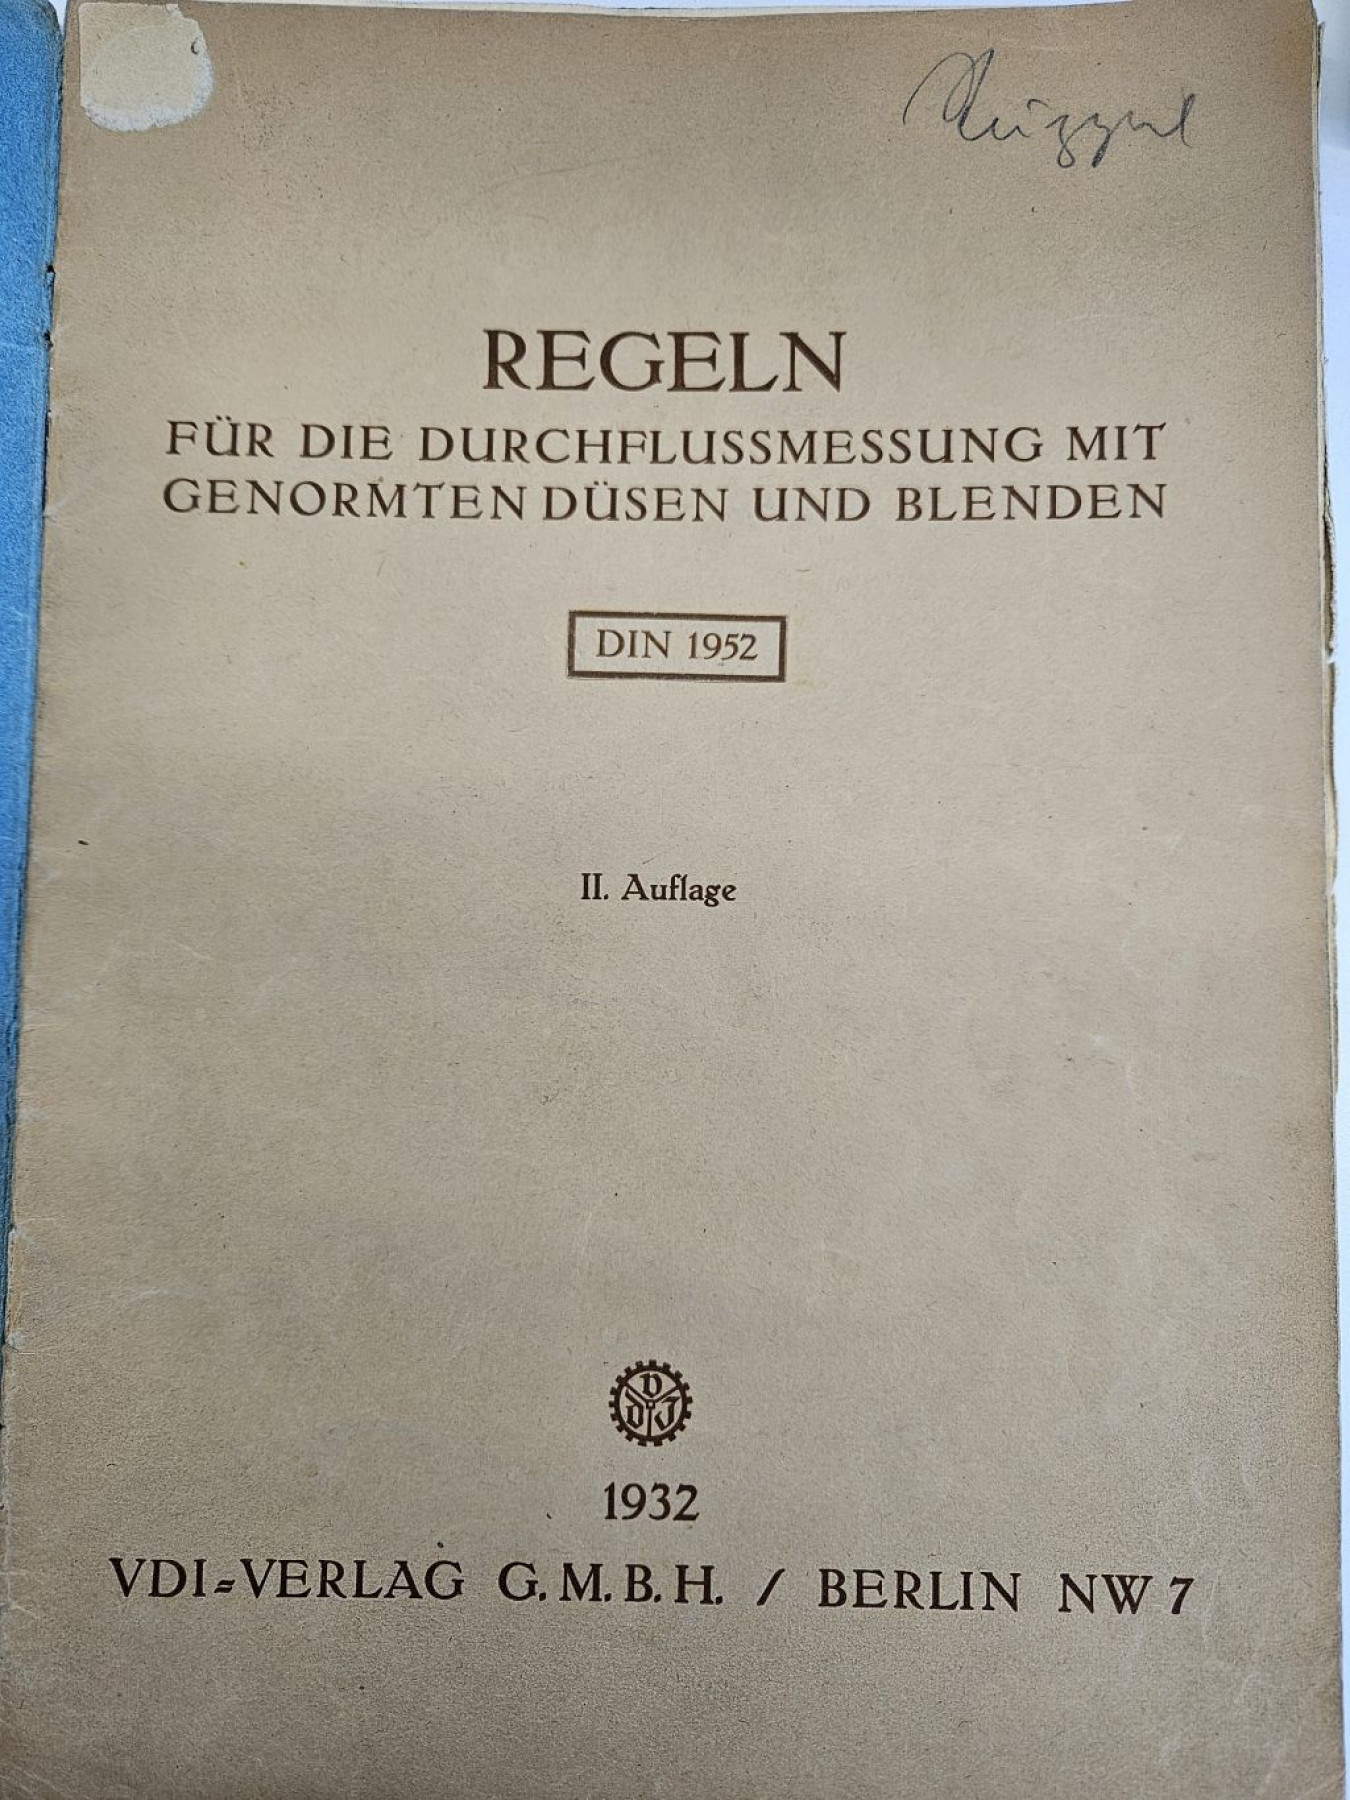 REGELN
FÜR DIE DURCHFLUSSMESSUNG MIT
GENORMTEN DÜSEN UND BLENDEN
DIN 1952
II. Auflage
V
D I
1932
VDI-VERLAG G.M.B.H. / BERLIN NW 7